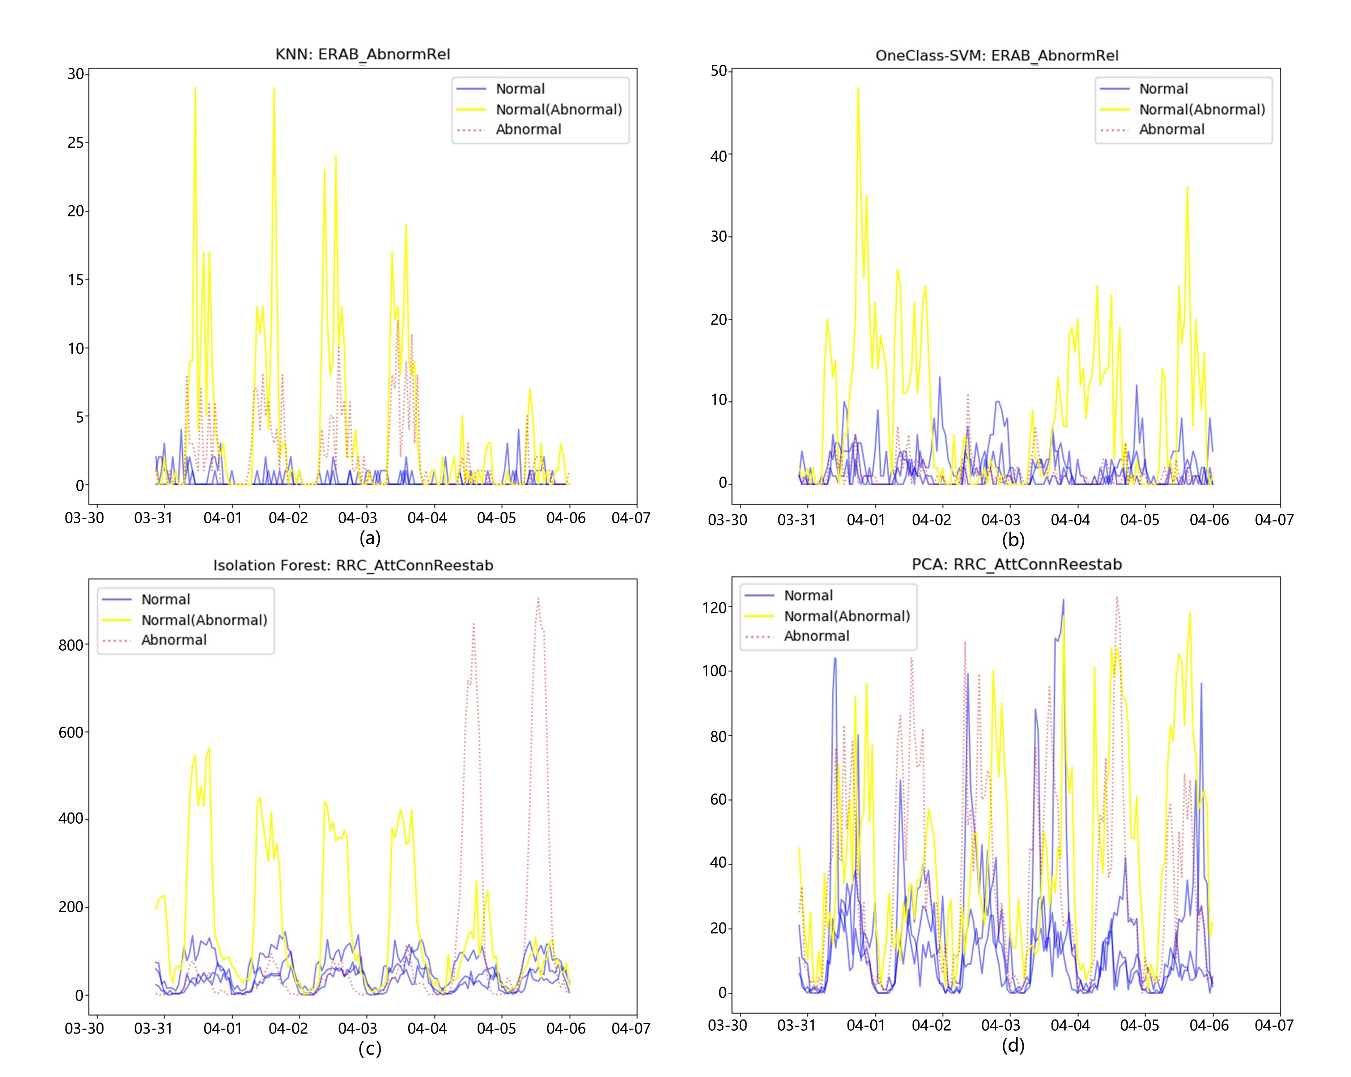 KNN: ERAB_AbnormRel
Normal
Normal(Abnormal)
Abnormal
30
25
20
15
10
5
0
03-30 03-31 04-01 04-02 04-03 04-04 04-05 04-06 04-07
(a)
OneClass-SVM: ERAB_AbnormRel
Normal
Normal(Abnormal)
Abnormal
50
40
30
20
10
0
03-30 03-31 04-01 04-02 04-03 04-04 04-05 04-06 04-07
(b)
Isolation Forest: RRC_AttConnReestab
Normal
Normal(Abnormal)
Abnormal
800
600
400
200
0
03-30 03-31 04-01 04-02 04-03 04-04 04-05 04-06 04-07
(c)
PCA: RRC_AttConnReestab
Normal
Normal(Abnormal)
Abnormal
120
100
80
60
40
20
0
03-30 03-31 04-01 04-02 04-03 04-04 04-05 04-06 04-07
(d)